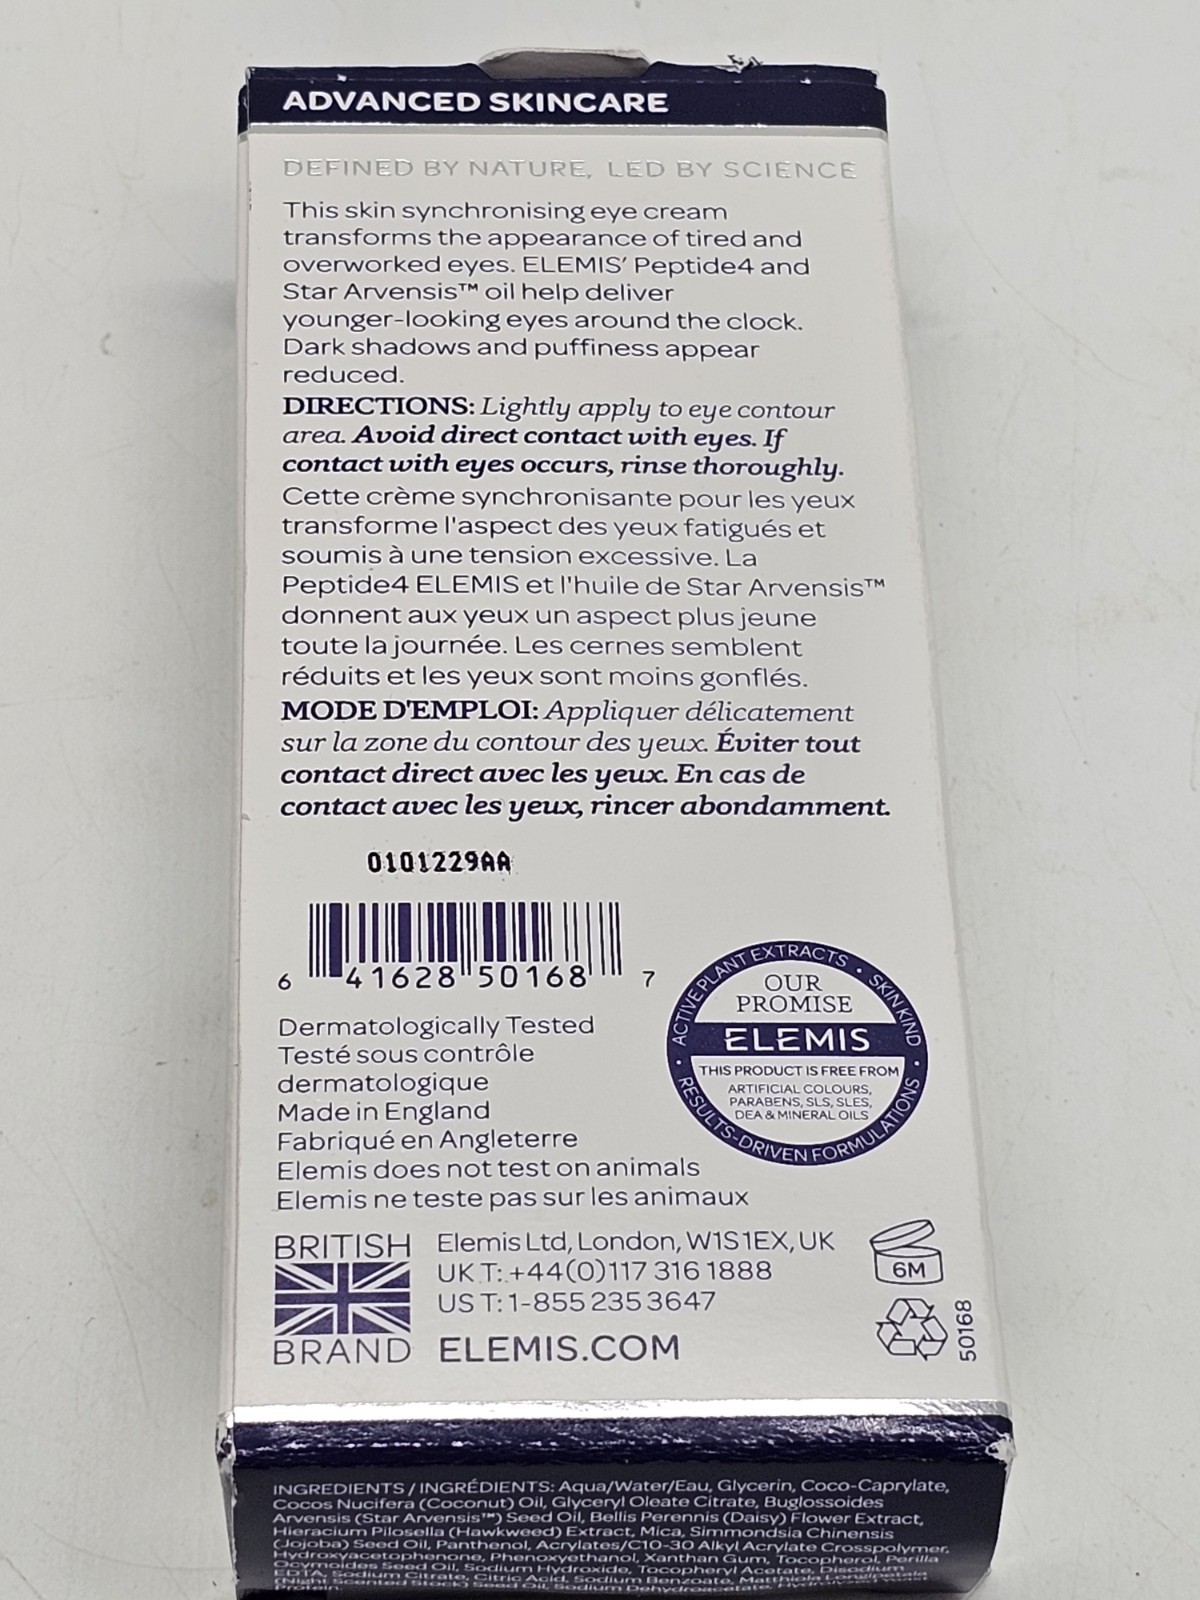 ADVANCED SKINCARE
DEFINED BY NATURE, LED BY SCIENCE
This skin synchronising eye cream
transforms the appearance of tired and
overworked eyes. ELEMIS' Peptide4 and
Star Arvensis™ oil help deliver
younger-looking eyes around the clock.
Dark shadows and puffiness appear
reduced.
DIRECTIONS: Lightly apply to eye contour
area. Avoid direct contact with eyes. If
contact with eyes occurs, rinse thoroughly.
Cette crème synchronisante pour les yeux
transforme l'aspect des yeux fatigués et
soumis à une tension excessive. La
Peptide4 ELEMIS et l'huile de Star Arvensis™
donnent aux yeux un aspect plus jeune
toute la journée. Les cernes semblent
réduits et les yeux sont moins gonflés.
MODE D'EMPLOI: Appliquer délicatement
sur la zone du contour des yeux. Éviter tout
contact direct avec les yeux. En cas de
contact avec les yeux, rincer abondamment.
0101229AA
6 41628 50168 7
ACTIVE PLANT EXTRACTS • SKIN KIND • RESULTS-DRIVEN FORMULATIONS •
OUR
PROMISE
ELEMIS
THIS PRODUCT IS FREE FROM
ARTIFICIAL COLOURS,
PARABENS, SLS, SLES,
DEA & MINERAL OILS
Dermatologically Tested
Testé sous contrôle
dermatologique
Made in England
Fabriqué en Angleterre
Elemis does not test on animals
Elemis ne teste pas sur les animaux
BRITISH
BRAND
Elemis Ltd, London, W1S 1EX, UK
UK T: +44(0)117 316 1888
US T: 1-855 235 3647
ELEMIS.COM
6M
50168
INGREDIENTS / INGRÉDIENTS: Aqua/Water/Eau, Glycerin, Coco-Caprylate,
Cocos Nucifera (Coconut) Oil, Glyceryl Oleate Citrate, Buglossoides
Arvensis (Star Arvensis™) Seed Oil, Bellis Perennis (Daisy) Flower Extract,
Hieracium Pilosella (Hawkweed) Extract, Mica, Simmondsia Chinensis
(Jojoba) Seed Oil, Panthenol, Acrylates/C10-30 Alkyl Acrylate Crosspolymer,
Hydroxyacetophenone, Phenoxyethanol, Xanthan Gum, Tocopherol, Perilla
Ocymoides Seed Oil, Sodium Hydroxide, Tocopheryl Acetate, Disodium
EDTA, Sodium Citrate, Citric Acid, Sodium Benzoate, Matthiola Longipetala
(Night Scented Stock) Seed Oil, Sodium Dehydroacetate,
Protein.